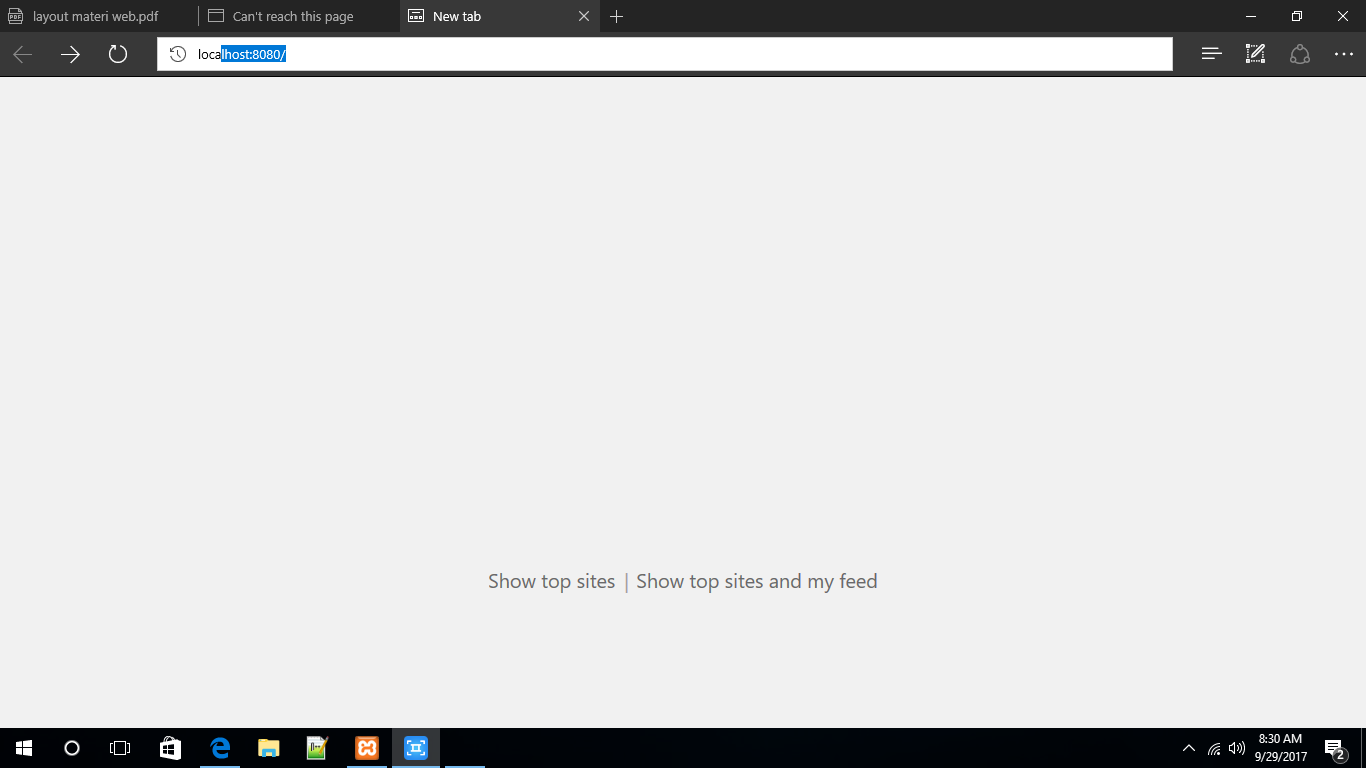 layout materi web.pdf
Can't reach this page
New tab
localhost:8080/
Show top sites | Show top sites and my feed
8:30 AM
9/29/2017
2